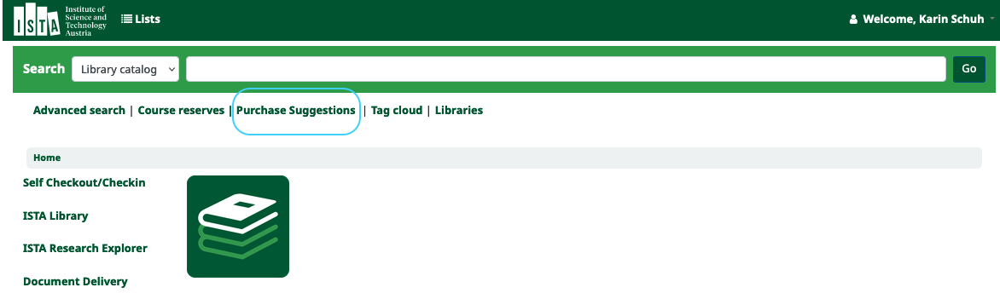 ISTA
Institute of
Science and
Technology
Austria
Lists
Welcome, Karin Schuh
Search Library catalog Go
Advanced search | Course reserves | Purchase Suggestions | Tag cloud | Libraries
Home
Self Checkout/Checkin
ISTA Library
ISTA Research Explorer
Document Delivery